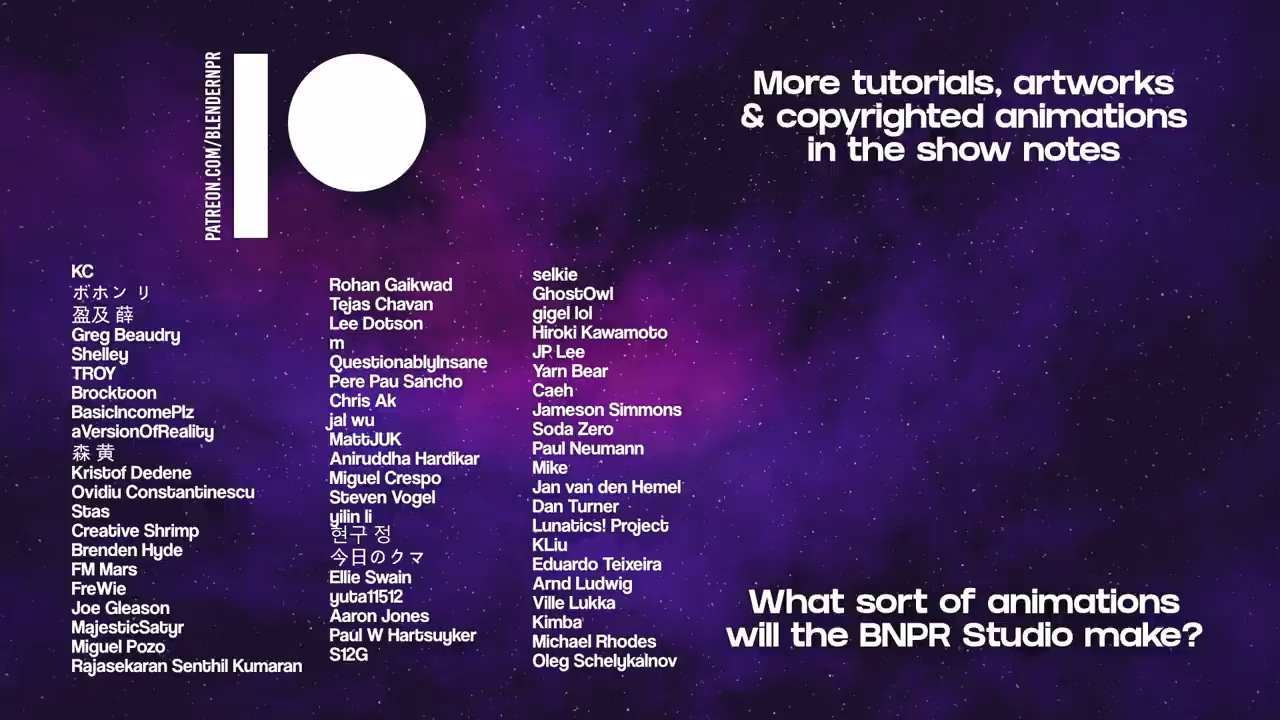 PATREON.COM/BLENDERNPR
KC
ボホン リ
盈及 薛
Greg Beaudry
Shelley
TROY
Brocktoon
BasicIncomePlz
aVersionOfReality
森 黄
Kristof Dedene
Ovidiu Constantinescu
Stas
Creative Shrimp
Brenden Hyde
FM Mars
FreWie
Joe Gleason
MajesticSatyr
Miguel Pozo
Rajasekaran Senthil Kumaran
Rohan Gaikwad
Tejas Chavan
Lee Dotson
m
QuestionablyInsane
Pere Pau Sancho
Chris Ak
jal wu
MattJUK
Aniruddha Hardikar
Miguel Crespo
Steven Vogel
yilin li
현구 정
今日のクマ
Ellie Swain
yuta11512
Aaron Jones
Paul W Hartsuyker
S12G
selkie
GhostOwl
gigel lol
Hiroki Kawamoto
JP Lee
Yarn Bear
Caeh
Jameson Simmons
Soda Zero
Paul Neumann
Mike
Jan van den Hemel
Dan Turner
Lunatics! Project
KLiu
Eduardo Teixeira
Arnd Ludwig
Ville Lukka
Kimba
Michael Rhodes
Oleg Schelykalnov
More tutorials, artworks
& copyrighted animations
in the show notes
What sort of animations
will the BNPR Studio make?